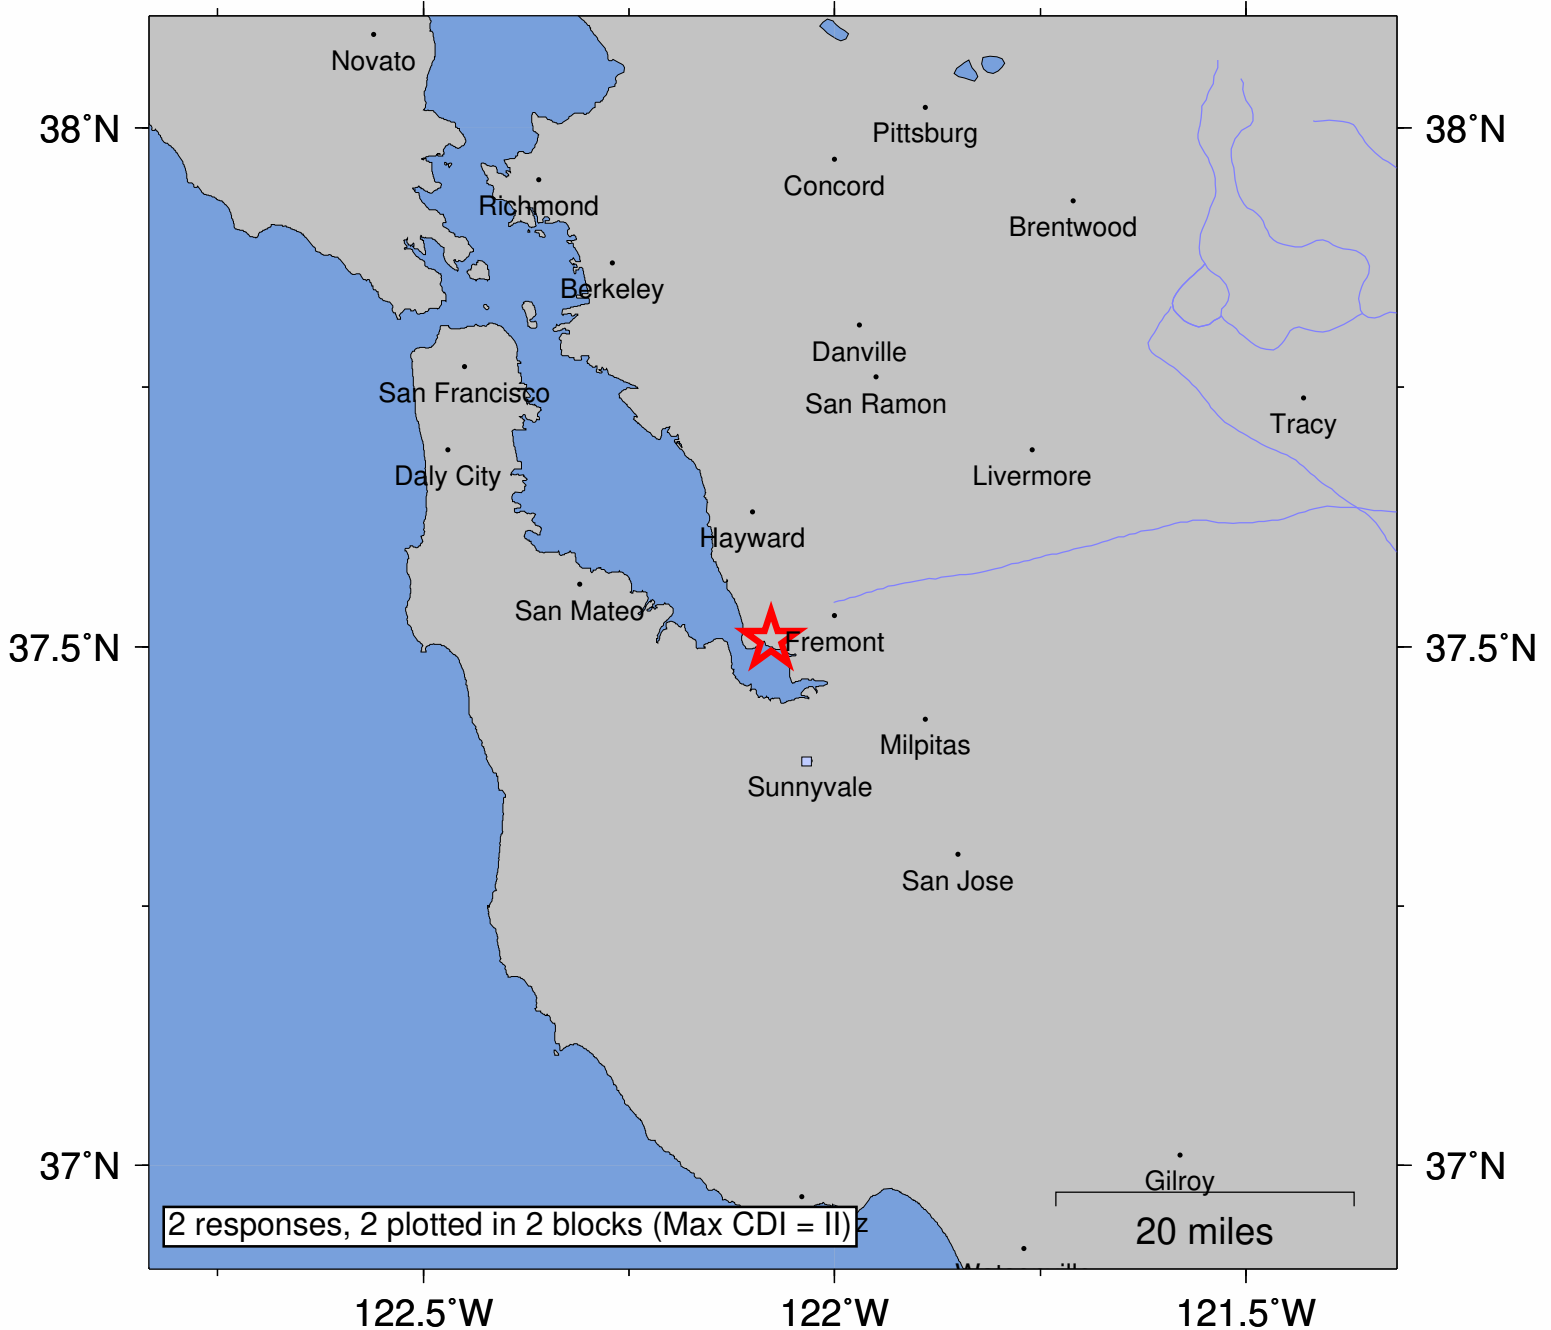 Novato
38°N
38°N
Pittsburg
Concord
Richmond
Brentwood
Berkeley
Danville
San Francisco
San Ramon
Tracy
Daly City
Livermore
Hayward
San Mateo
Fremont
37.5°N
37.5°N
Milpitas
Sunnyvale
San Jose
37°N
37°N
Gilroy
2 responses, 2 plotted in 2 blocks (Max CDI = II)
z
20 miles
122.5°W
122°W
121.5°W